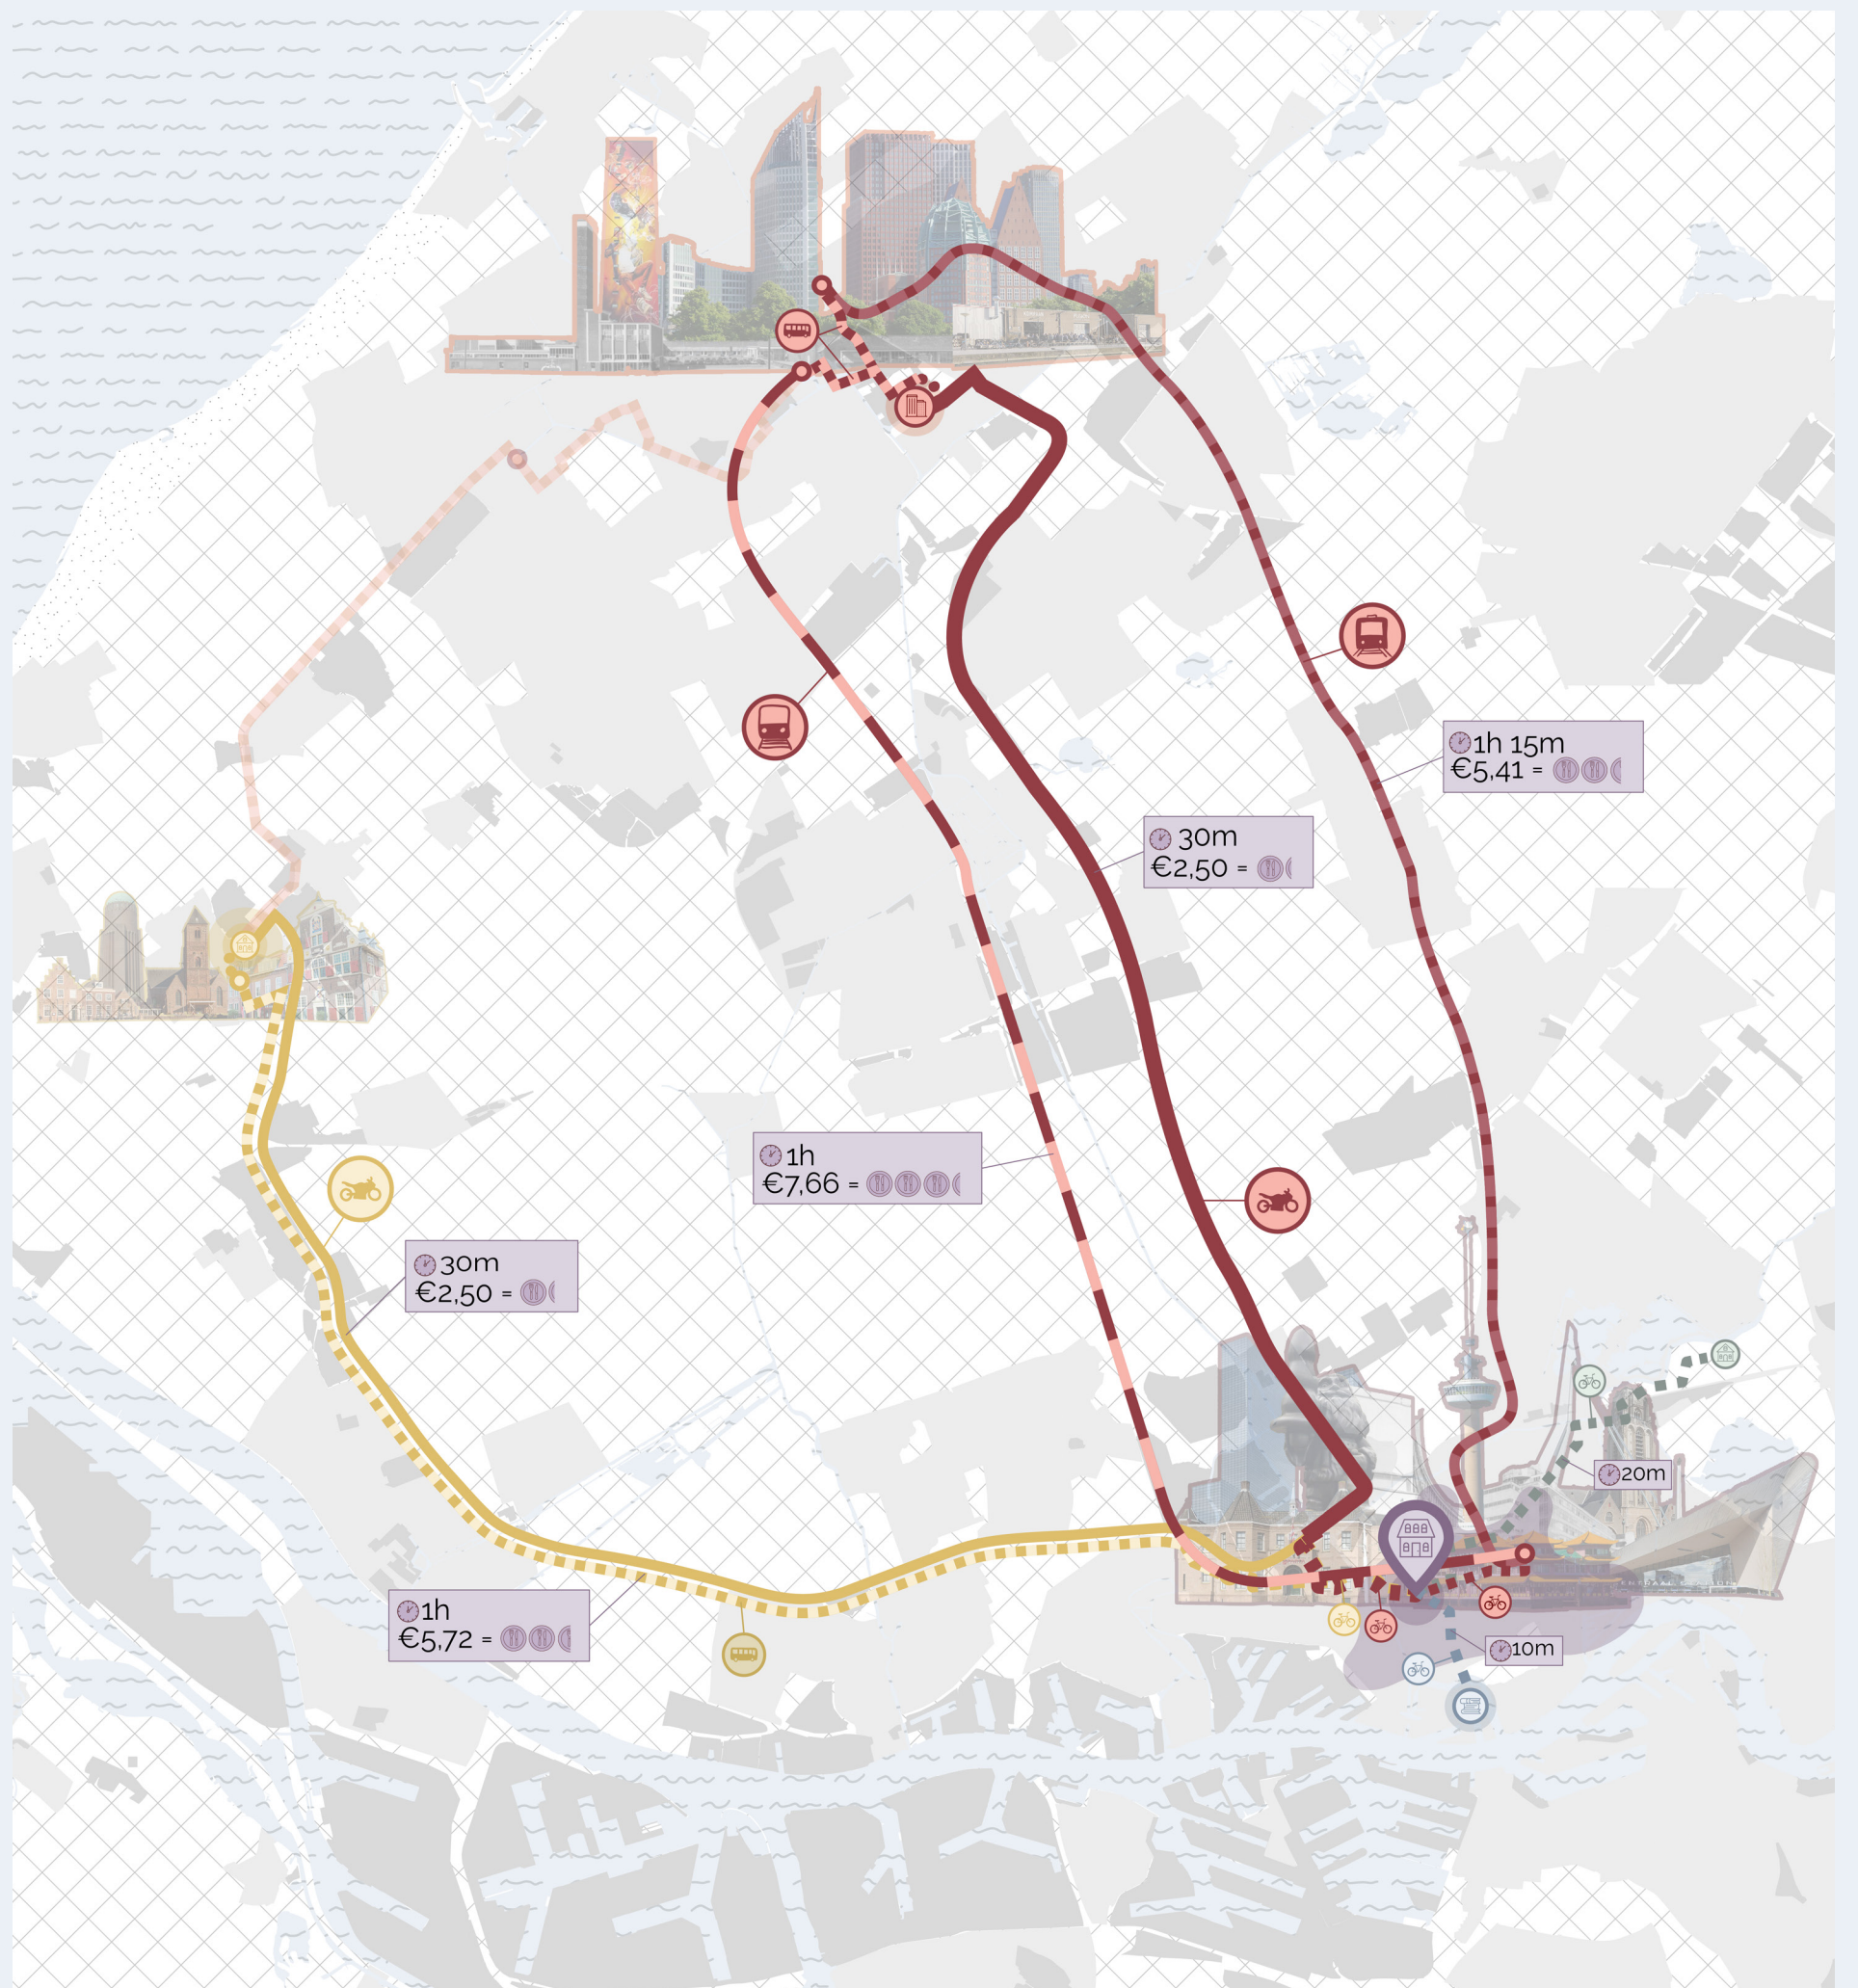 1h 15m
€5,41 =
30m
€2,50 =
1h
€7,66 =
30m
€2,50 =
20m
1h
€5,72 =
10m